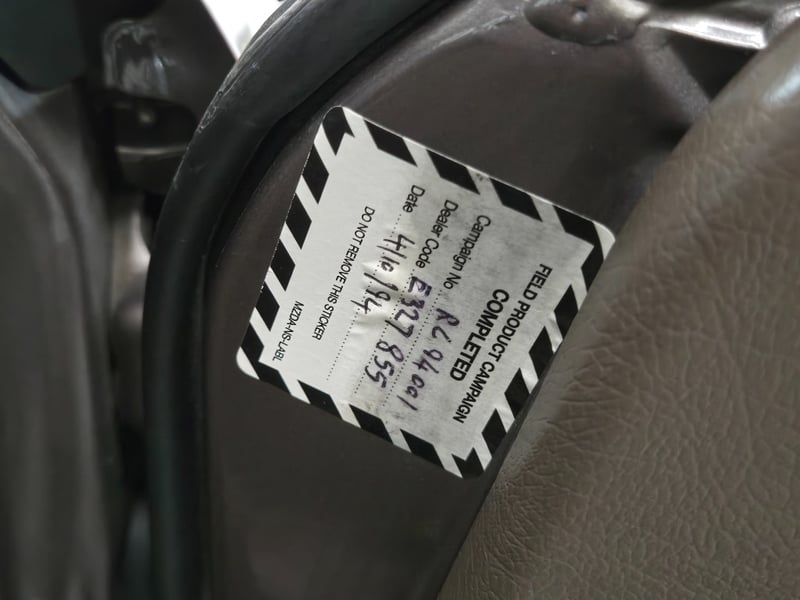 FIELD PRODUCT CAMPAIGN
COMPLETED
Campaign No RC 94001
Dealer Code E327 855
Date 4/10/94.
DO NOT REMOVE THIS STICKER
MZDA-NS-LABL